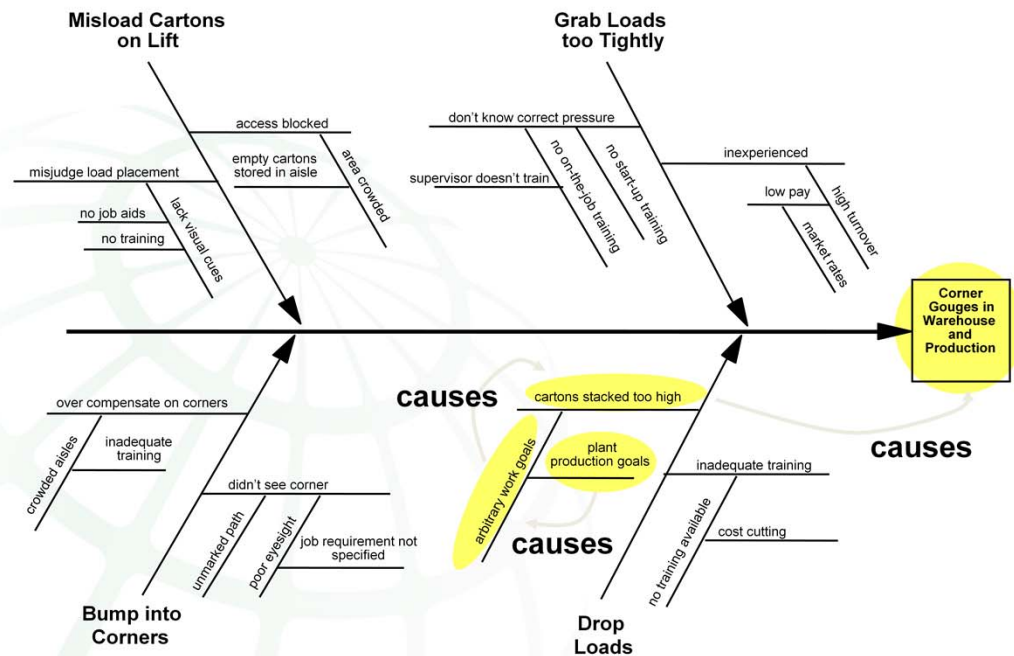 Misload Cartons
on Lift
Grab Loads
too Tightly
access blocked
empty cartons
stored in aisle
area crowded
misjudge load placement
no job aids
no training
lack visual cues
don't know correct pressure
supervisor doesn't train
no on-the-job training
no start-up training
inexperienced
low pay
high turnover
market rates
Corner
Gouges in
Warehouse
and
Production
over compensate on corners
crowded aisles
inadequate
training
didn't see corner
unmarked path
poor eyesight
job requirement not
specified
Bump into
Corners
causes
cartons stacked too high
arbitrary work goals
plant
production goals
causes
causes
inadequate training
no training available
cost cutting
Drop
Loads